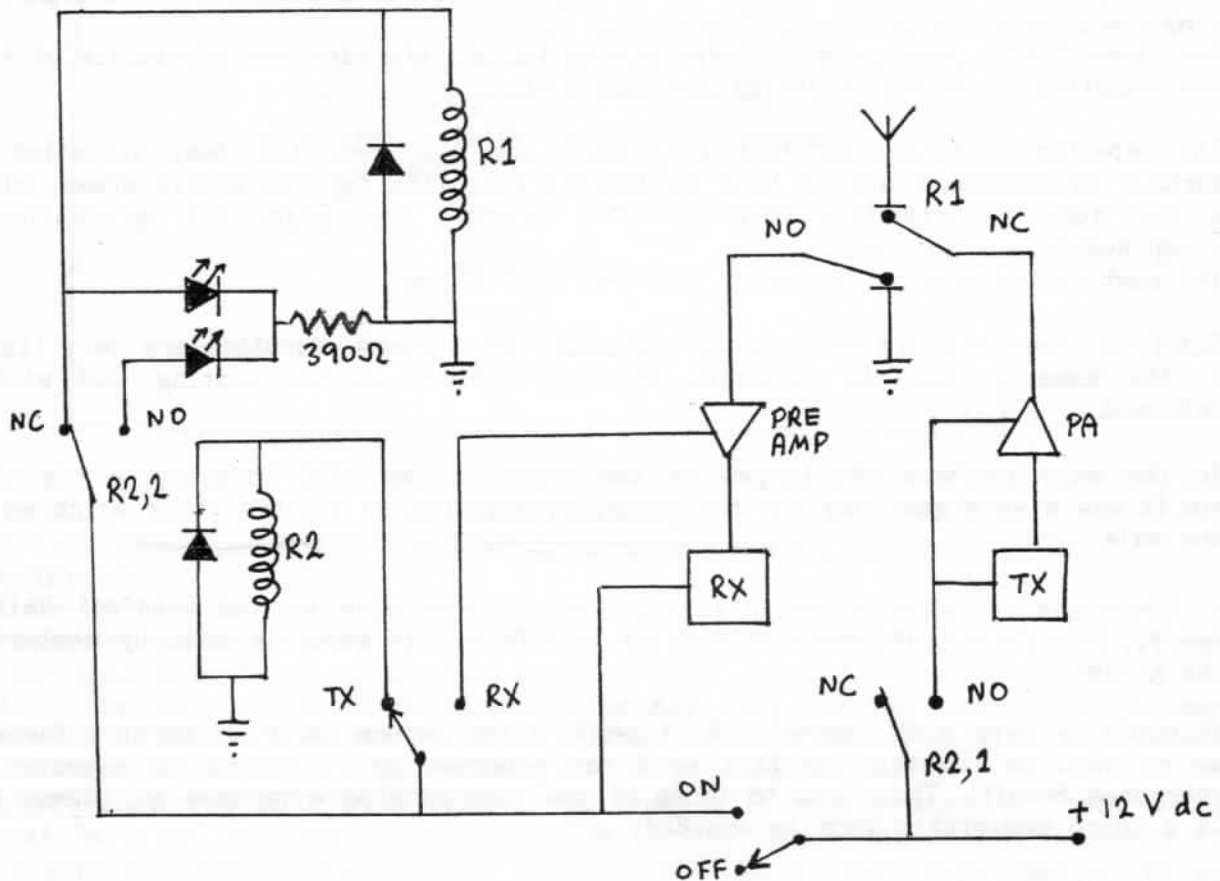 R1
R1
NO
NC
390Ω
NC
NO
PRE
AMP
PA
R2,2
R2
RX
TX
TX
RX
NC
NO
R2,1
ON
+12 V dc
OFF